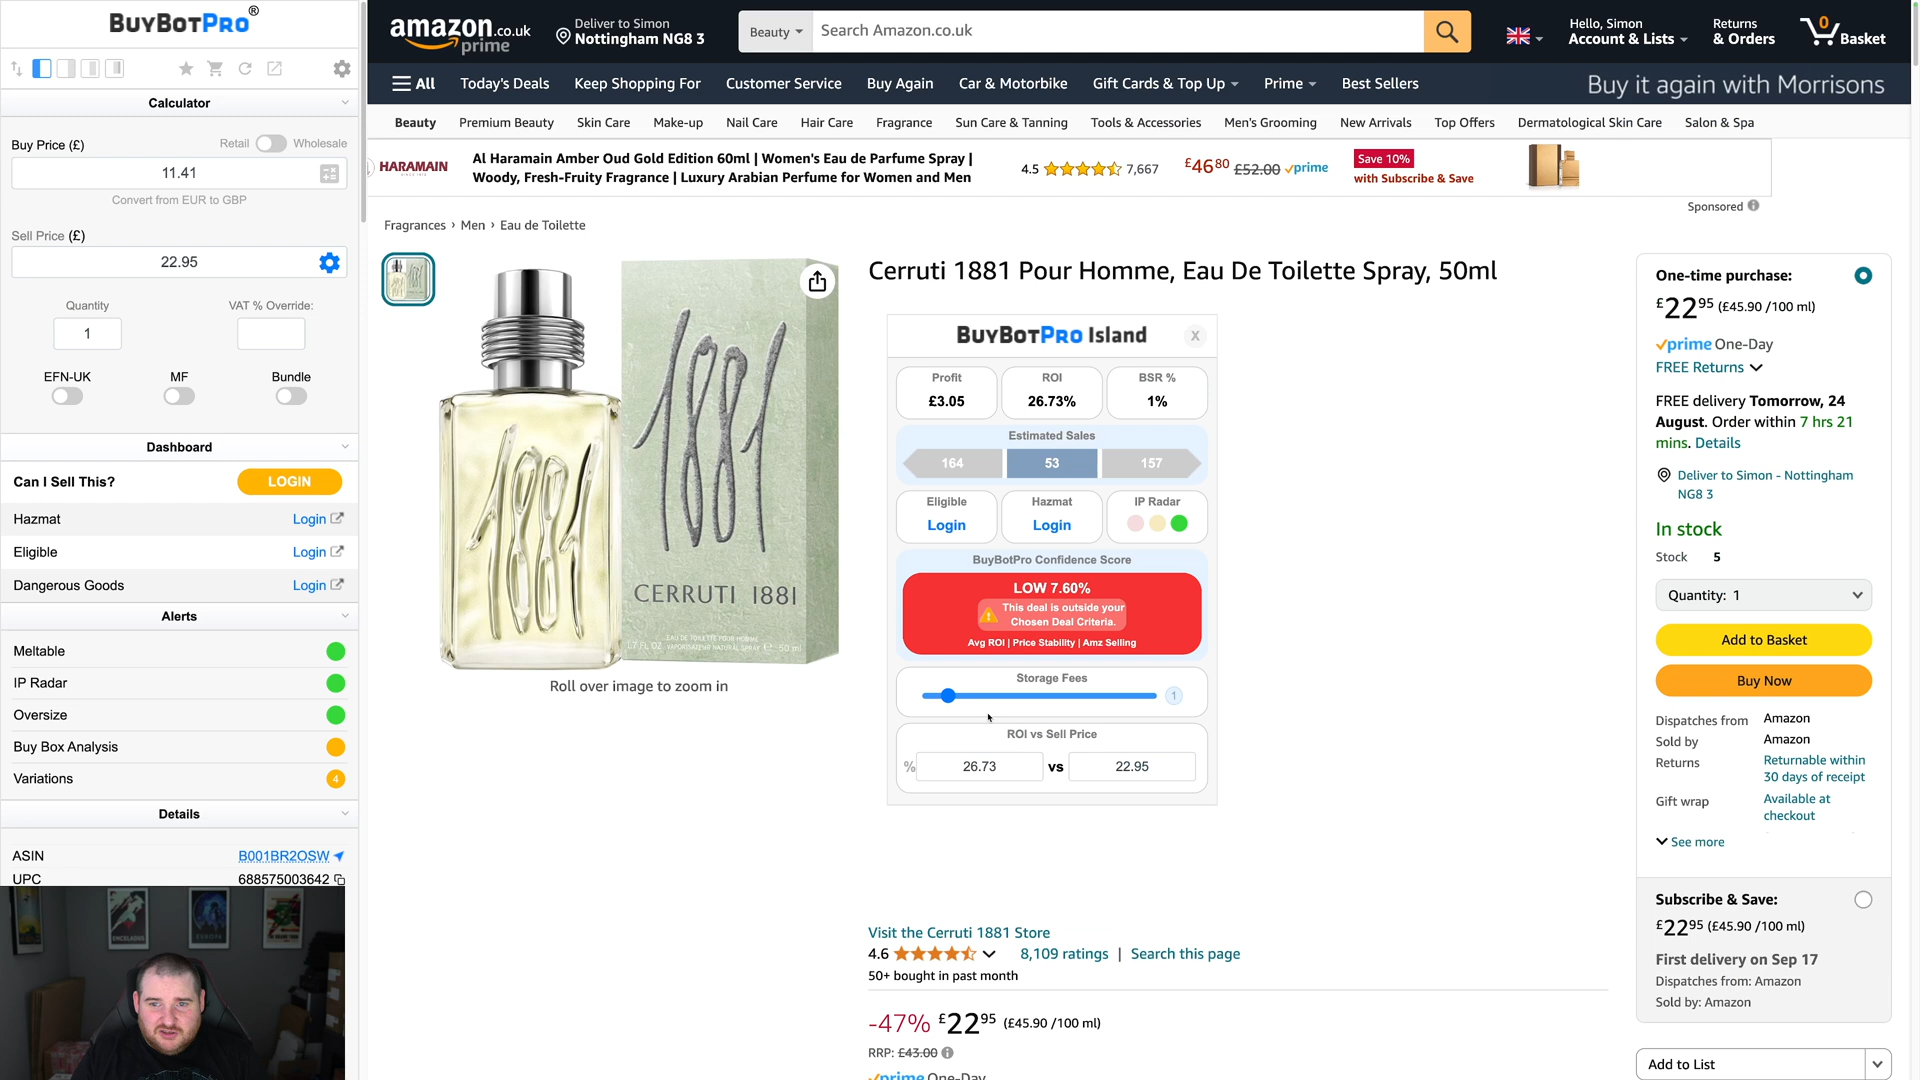 BUYBOTPRO®
Calculator
Buy Price (£)
Retail
Wholesale
11.41
Convert from EUR to GBP
Sell Price (£)
22.95
Quantity
VAT % Override:
1
EFN-UK
MF
Bundle
Dashboard
Can I Sell This?
LOGIN
Hazmat
Login
Eligible
Login
Dangerous Goods
Login
Alerts
Meltable
IP Radar
Oversize
Buy Box Analysis
Variations
4
Details
ASIN
B001BR2OSW
UPC
688575003642
ENCELADUS
EUROPA
amazon.co.uk
prime
Deliver to Simon
Nottingham NG8 3
Beauty
Search Amazon.co.uk
Hello, Simon
Account & Lists
Returns
& Orders
0
Basket
All
Today's Deals
Keep Shopping For
Customer Service
Buy Again
Car & Motorbike
Gift Cards & Top Up
Prime
Best Sellers
Buy it again with Morrisons
Beauty
Premium Beauty
Skin Care
Make-up
Nail Care
Hair Care
Fragrance
Sun Care & Tanning
Tools & Accessories
Men's Grooming
New Arrivals
Top Offers
Dermatological Skin Care
Salon & Spa
HARAMAIN
Al Haramain Amber Oud Gold Edition 60ml | Women's Eau de Parfume Spray |
Woody, Fresh-Fruity Fragrance | Luxury Arabian Perfume for Women and Men
4.5
7,667
£46.80 £52.00 prime
Save 10%
with Subscribe & Save
Sponsored
Fragrances › Men › Eau de Toilette
1881
1881
CERRUTI 1881
Roll over image to zoom in
Cerruti 1881 Pour Homme, Eau De Toilette Spray, 50ml
BUYBOTPRO Island
X
Profit
£3.05
ROI
26.73%
BSR %
1%
Estimated Sales
164
53
157
Eligible
Login
Hazmat
Login
IP Radar
BuyBotPro Confidence Score
LOW 7.60%
This deal is outside your
Chosen Deal Criteria.
Avg ROI | Price Stability | Amz Selling
Storage Fees
1
ROI vs Sell Price
%
26.73
vs
22.95
Visit the Cerruti 1881 Store
4.6
8,109 ratings | Search this page
50+ bought in past month
-47% £22.95 (£45.90 /100 ml)
RRP: £43.00
prime One-Day
One-time purchase:
£22.95 (£45.90 /100 ml)
prime One-Day
FREE Returns
FREE delivery Tomorrow, 24
August. Order within 7 hrs 21
mins. Details
Deliver to Simon - Nottingham
NG8 3
In stock
Stock 5
Quantity: 1
Add to Basket
Buy Now
Dispatches from Amazon
Sold by Amazon
Returns Returnable within
30 days of receipt
Gift wrap Available at
checkout
See more
Subscribe & Save:
£22.95 (£45.90 /100 ml)
First delivery on Sep 17
Dispatches from: Amazon
Sold by: Amazon
Add to List